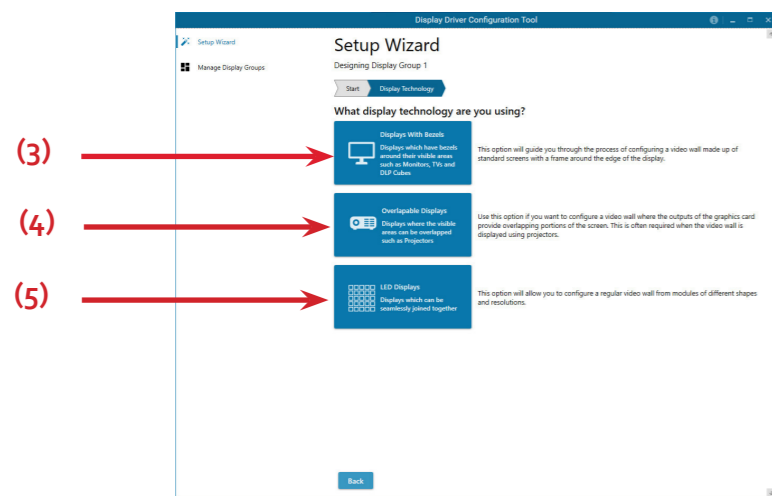 Display Driver Configuration Tool
Setup Wizard
Manage Display Groups
Setup Wizard
Designing Display Group 1
Start
Display Technology
What display technology are you using?
(3)
Displays With Bezels
Displays which have bezels
around their visible areas
such as Monitors, TVs and
DLP Cubes
This option will guide you through the process of configuring a video wall made up of
standard screens with a frame around the edge of the display.
(4)
Overlapable Displays
Displays where the visible
areas can be overlapped
such as Projectors
Use this option if you want to configure a video wall where the outputs of the graphics card
provide overlapping portions of the screen. This is often required when the video wall is
displayed using projectors.
(5)
LED Displays
Displays which can be
seamlessly joined together
This option will allow you to configure a regular video wall from modules of different shapes
and resolutions.
Back